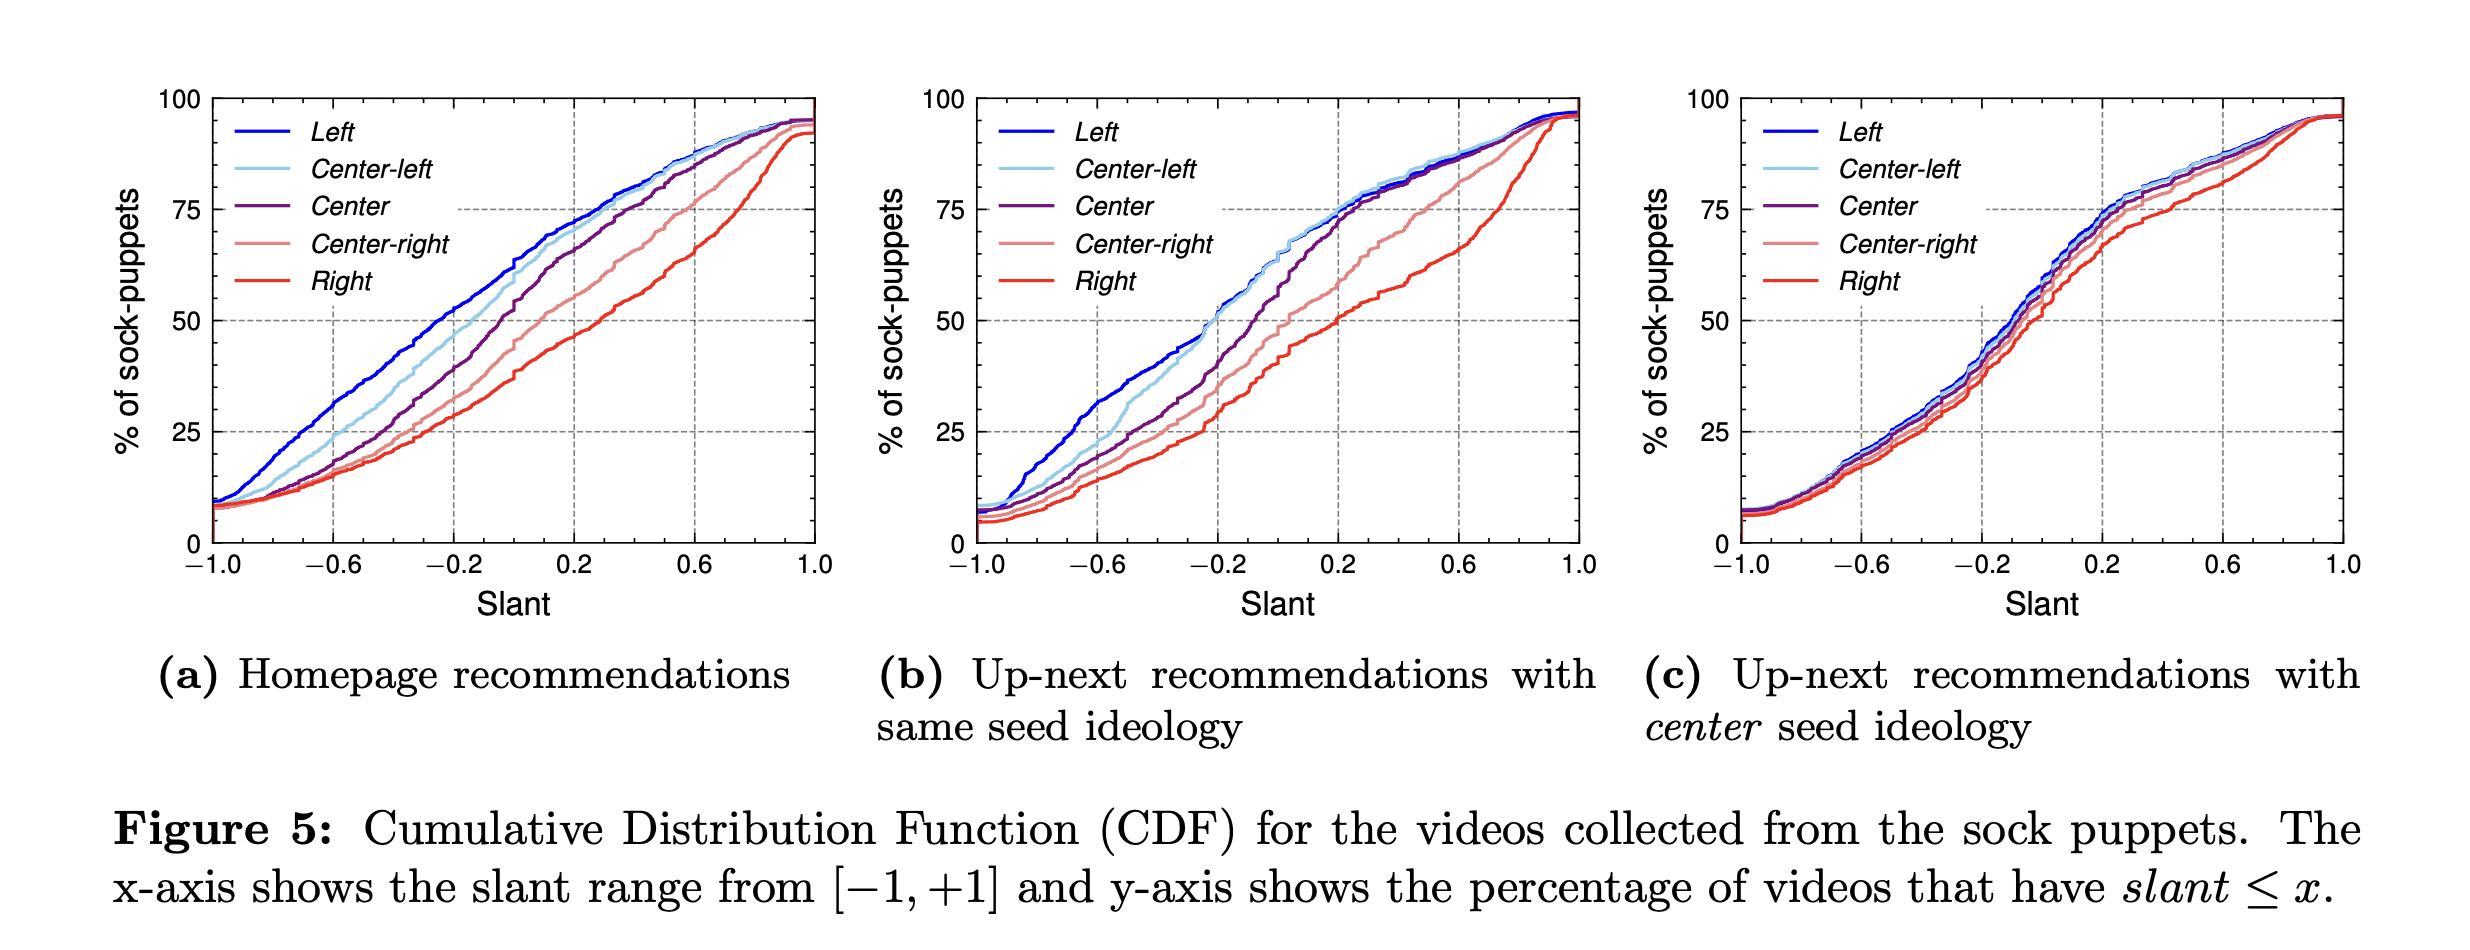 100
75
50
25
0
% of sock-puppets
Left
Center-left
Center
Center-right
Right
−1.0 −0.6 −0.2 0.2 0.6 1.0
Slant
100
75
50
25
0
% of sock-puppets
Left
Center-left
Center
Center-right
Right
−1.0 −0.6 −0.2 0.2 0.6 1.0
Slant
100
75
50
25
0
% of sock-puppets
Left
Center-left
Center
Center-right
Right
−1.0 −0.6 −0.2 0.2 0.6 1.0
Slant
(a) Homepage recommendations
(b) Up-next recommendations with
same seed ideology
(c) Up-next recommendations with
center seed ideology
Figure 5: Cumulative Distribution Function (CDF) for the videos collected from the sock puppets. The
x-axis shows the slant range from [−1, +1] and y-axis shows the percentage of videos that have slant ≤ x.